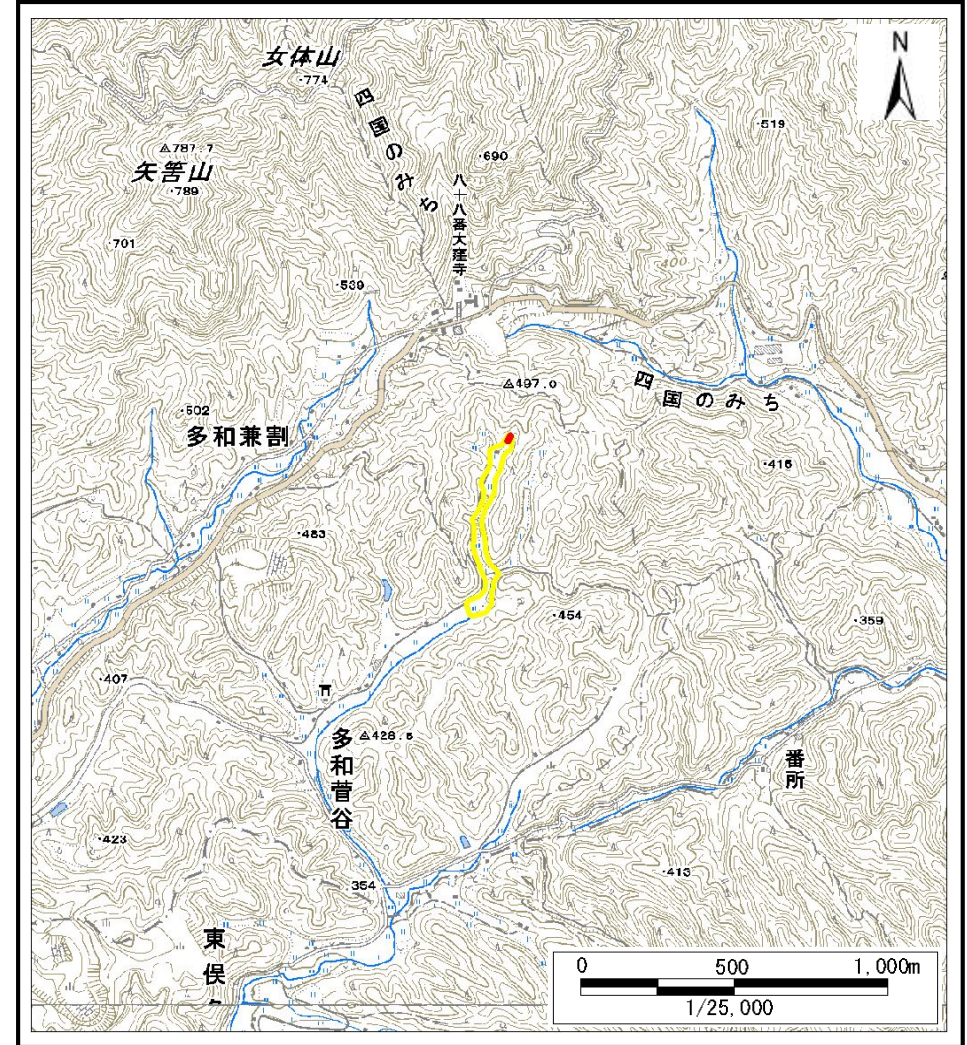 女体山
・774
N
四国のみち
・519
△787.7
矢筈山
・789
・690
八十八番大窪寺
・701
400
・539
△497.0
四国のみち
・502
多和兼割
・415
・483
・454
・359
・407
多和菅谷
△428.5
番所
・423
・413
・354
東俣
0 500 1,000m
1/25,000